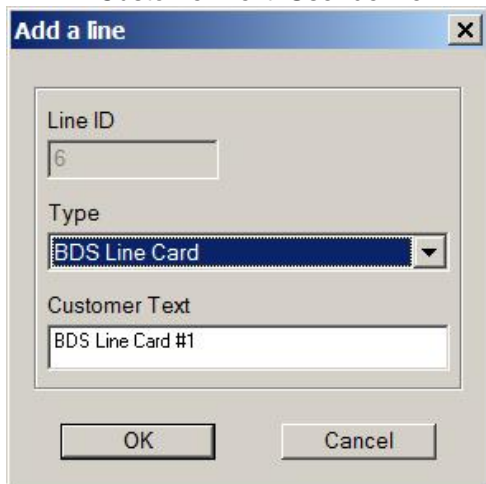 Add a line
Line ID
6
Type
BDS Line Card
Customer Text
BDS Line Card #1
OK
Cancel